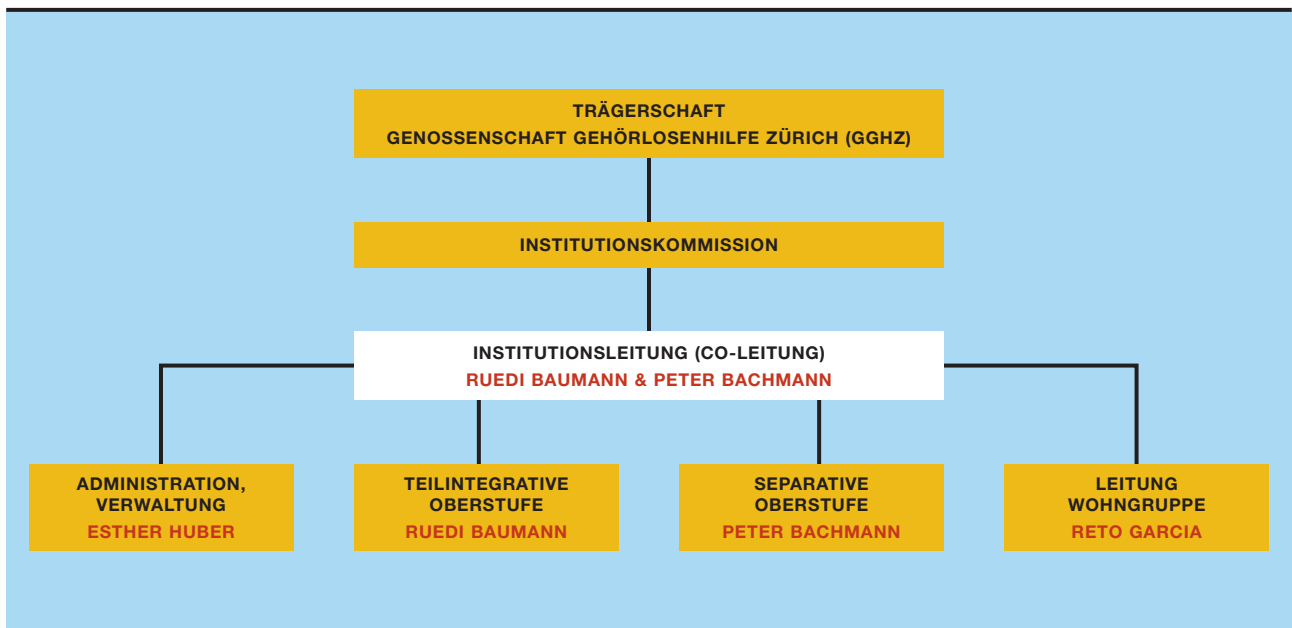 TRÄGERSCHAFT
GENOSSENSCHAFT GEHÖRLOSENHILFE ZÜRICH (GGHZ)
INSTITUTIONSKOMMISSION
INSTITUTIONSLEITUNG (CO-LEITUNG)
RUEDI BAUMANN & PETER BACHMANN
ADMINISTRATION,
VERWALTUNG
ESTHER HUBER
TEILINTEGRATIVE
OBERSTUFE
RUEDI BAUMANN
SEPARATIVE
OBERSTUFE
PETER BACHMANN
LEITUNG
WOHNGRUPPE
RETO GARCIA